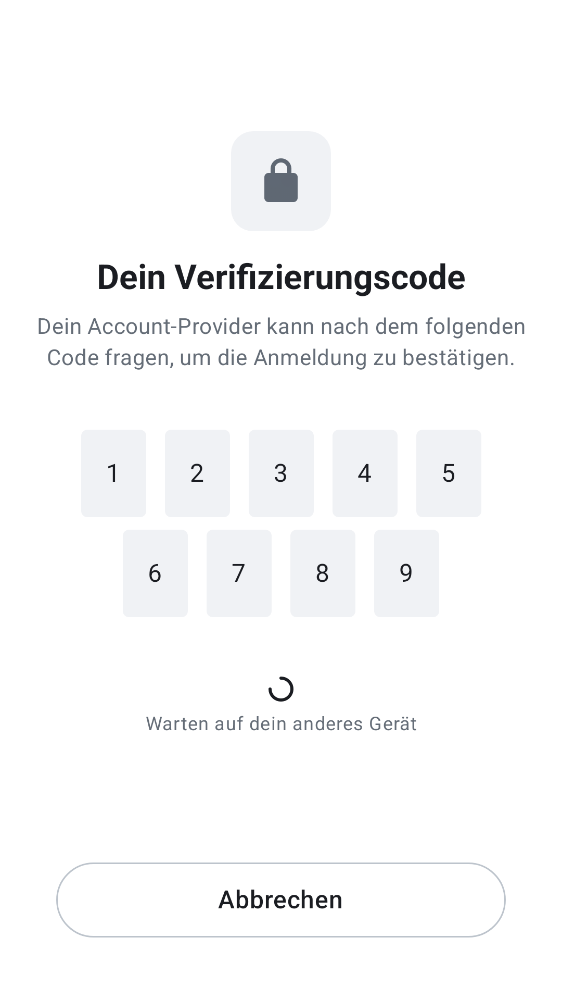 Dein Verifizierungscode
Dein Account-Provider kann nach dem folgenden
Code fragen, um die Anmeldung zu bestätigen.
1 2 3 4 5
6 7 8 9
Warten auf dein anderes Gerät
Abbrechen